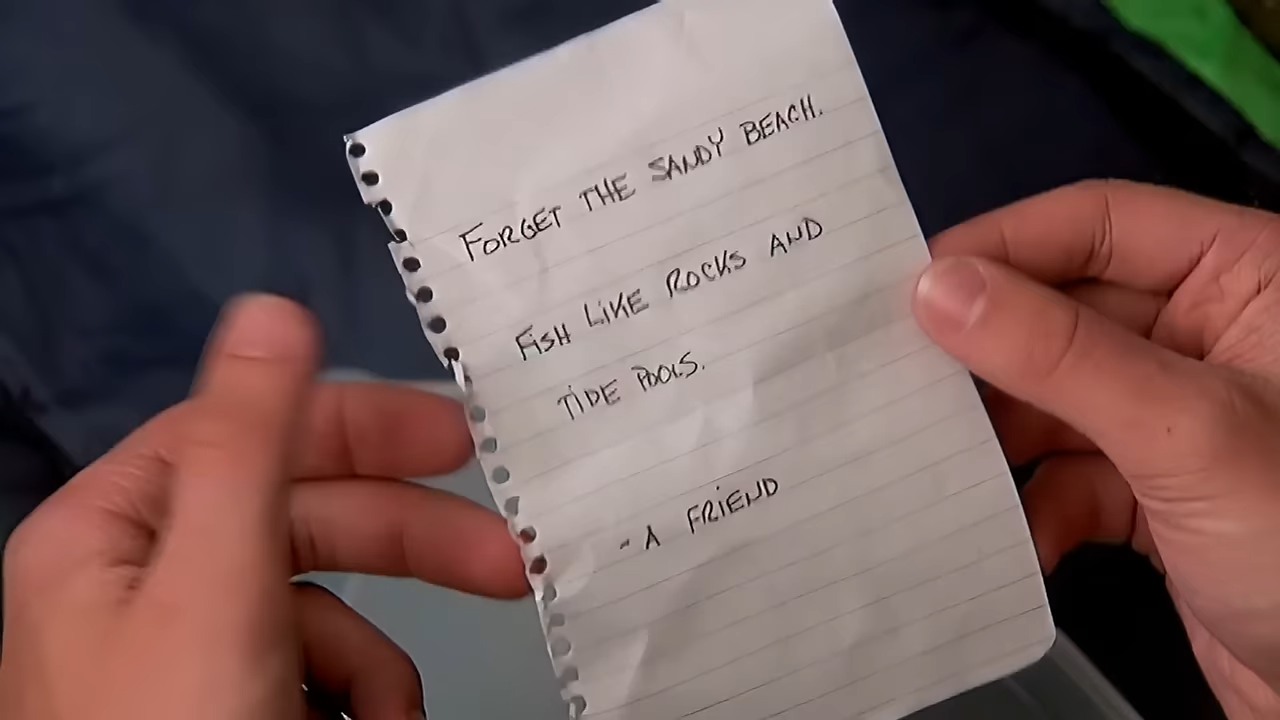 FORGET THE SANDY BEACH.
FiSH LiKE ROCKS AND
TiDE POOLS.
- A FRiEND